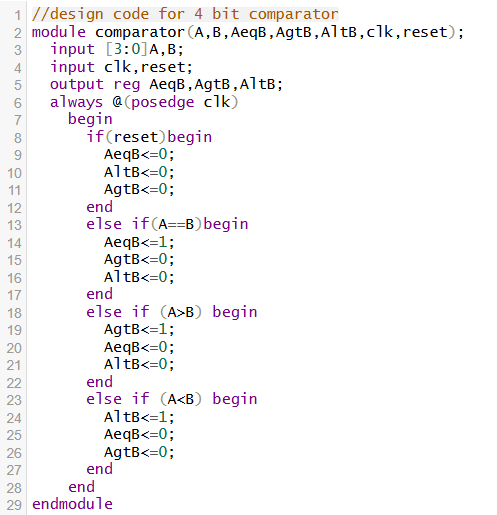 1 //design code for 4 bit comparator
2 module comparator(A,B,AeqB,AgtB,AltB,clk,reset);
3   input [3:0]A,B;
4   input clk,reset;
5   output reg AeqB,AgtB,AltB;
6   always @(posedge clk)
7     begin
8       if(reset)begin
9         AeqB<=0;
10         AltB<=0;
11         AgtB<=0;
12       end
13       else if(A==B)begin
14         AeqB<=1;
15         AgtB<=0;
16         AltB<=0;
17       end
18       else if (A>B) begin
19         AgtB<=1;
20         AeqB<=0;
21         AltB<=0;
22       end
23       else if (A<B) begin
24         AltB<=1;
25         AeqB<=0;
26         AgtB<=0;
27       end
28     end
29 endmodule